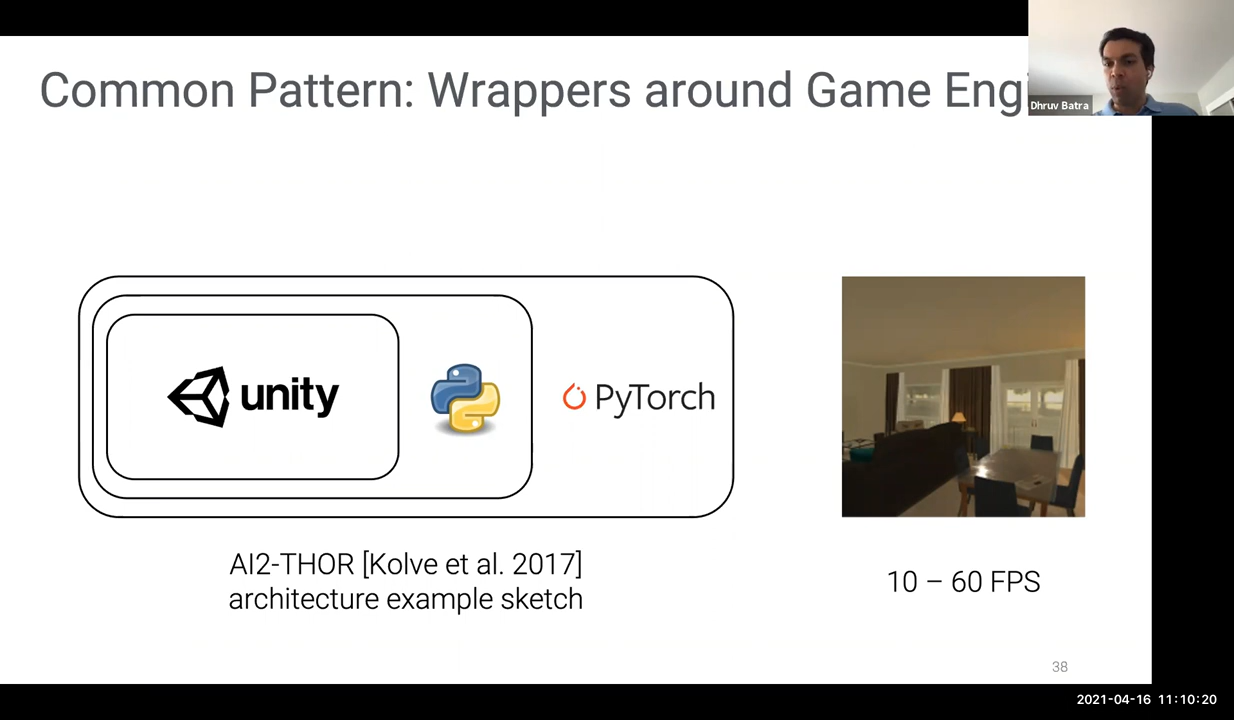 Common Pattern: Wrappers around Game Eng
Dhruv Batra
unity
PyTorch
AI2-THOR [Kolve et al. 2017]
architecture example sketch
10 – 60 FPS
38
2021-04-16 11:10:20